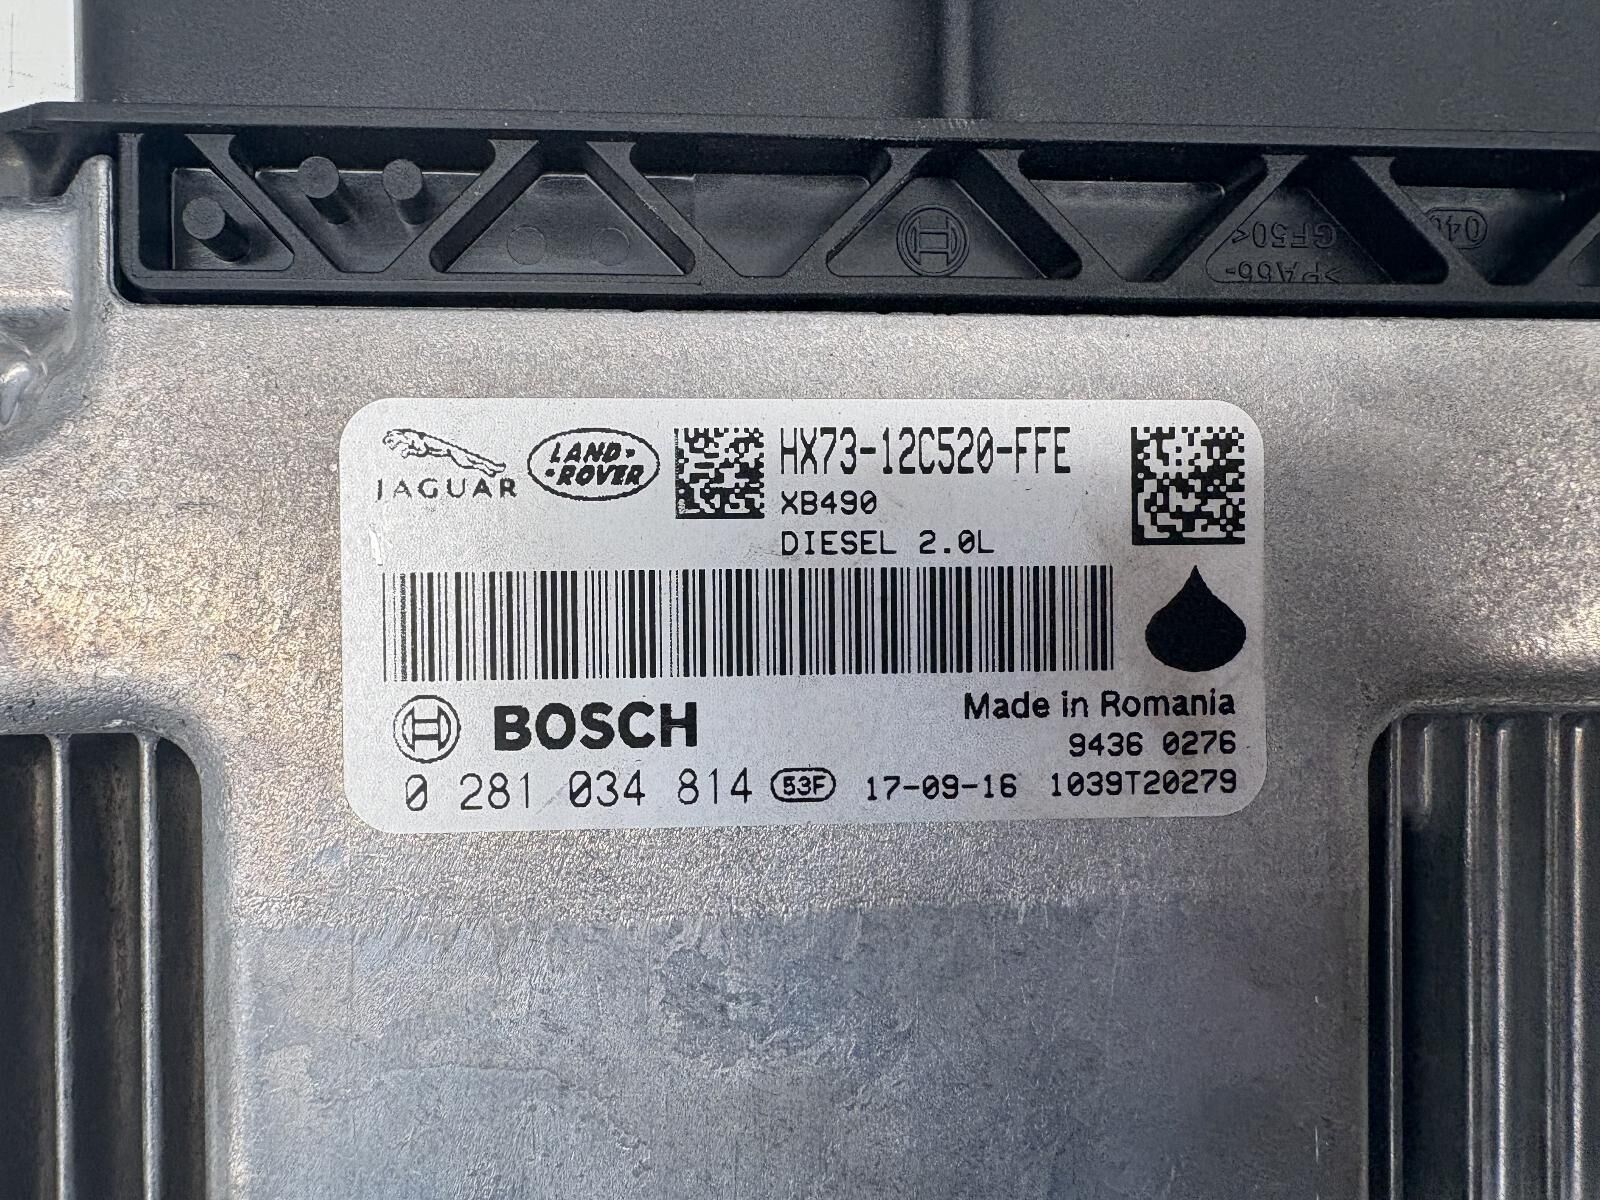 >PA66-
GF50<
JAGUAR
LAND-
-ROVER
HX73-12C520-FFE
XB490
DIESEL 2.0L
BOSCH
Made in Romania
9436 0276
0 281 034 814 53F 17-09-16 1039T20279